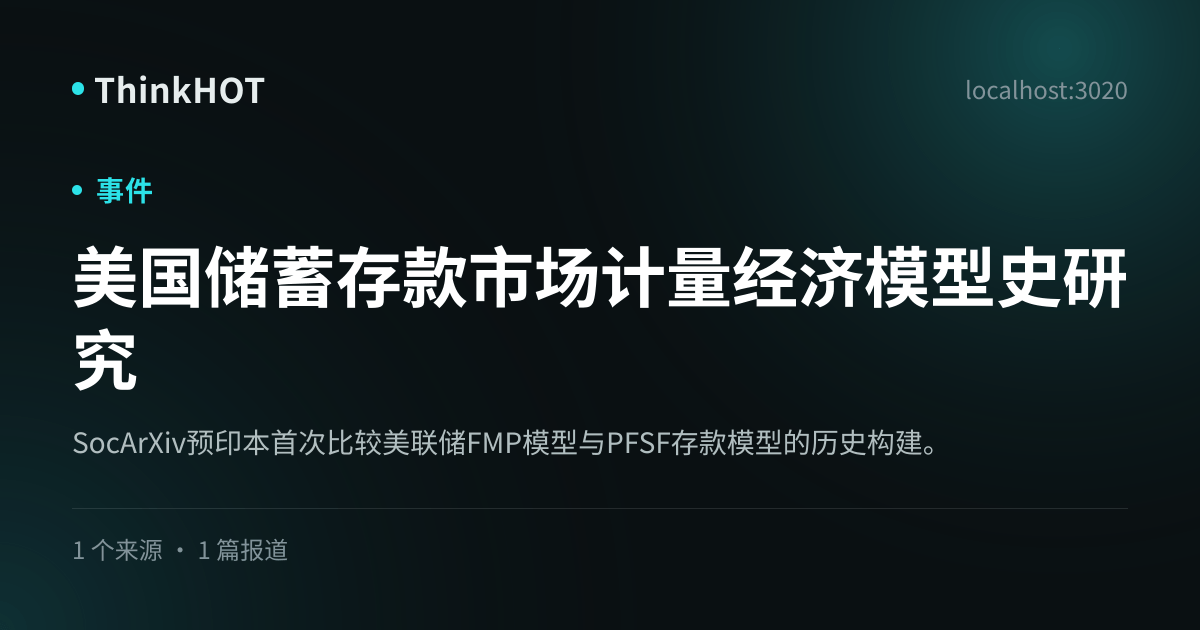 ThinkHOT
localhost:3020
事件
美国储蓄存款市场计量经济模型史研
究
SocArXiv预印本首次比较美联储FMP模型与PFSF存款模型的历史构建。
1 个来源 · 1 篇报道